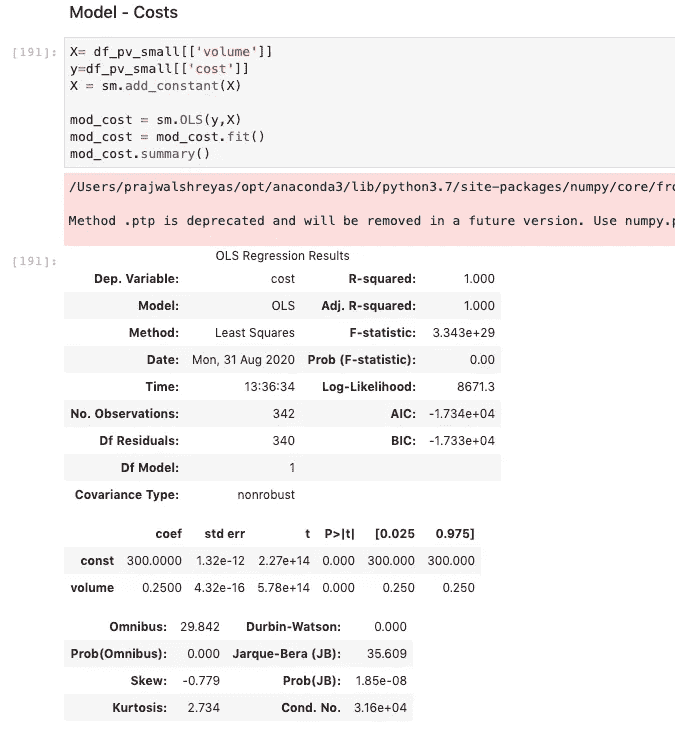 Model - Costs
[191]:
X= df_pv_small[['volume']]
y=df_pv_small[['cost']]
X = sm.add_constant(X)
mod_cost = sm.OLS(y,X)
mod_cost = mod_cost.fit()
mod_cost.summary()
/Users/prajwalshreyas/opt/anaconda3/lib/python3.7/site-packages/numpy/core/fro
Method .ptp is deprecated and will be removed in a future version. Use numpy.p
[191]:
OLS Regression Results
Dep. Variable: cost R-squared: 1.000
Model: OLS Adj. R-squared: 1.000
Method: Least Squares F-statistic: 3.343e+29
Date: Mon, 31 Aug 2020 Prob (F-statistic): 0.00
Time: 13:36:34 Log-Likelihood: 8671.3
No. Observations: 342 AIC: -1.734e+04
Df Residuals: 340 BIC: -1.733e+04
Df Model: 1
Covariance Type: nonrobust
coef std err t P>|t| [0.025 0.975]
const 300.0000 1.32e-12 2.27e+14 0.000 300.000 300.000
volume 0.2500 4.32e-16 5.78e+14 0.000 0.250 0.250
Omnibus: 29.842 Durbin-Watson: 0.000
Prob(Omnibus): 0.000 Jarque-Bera (JB): 35.609
Skew: -0.779 Prob(JB): 1.85e-08
Kurtosis: 2.734 Cond. No. 3.16e+04